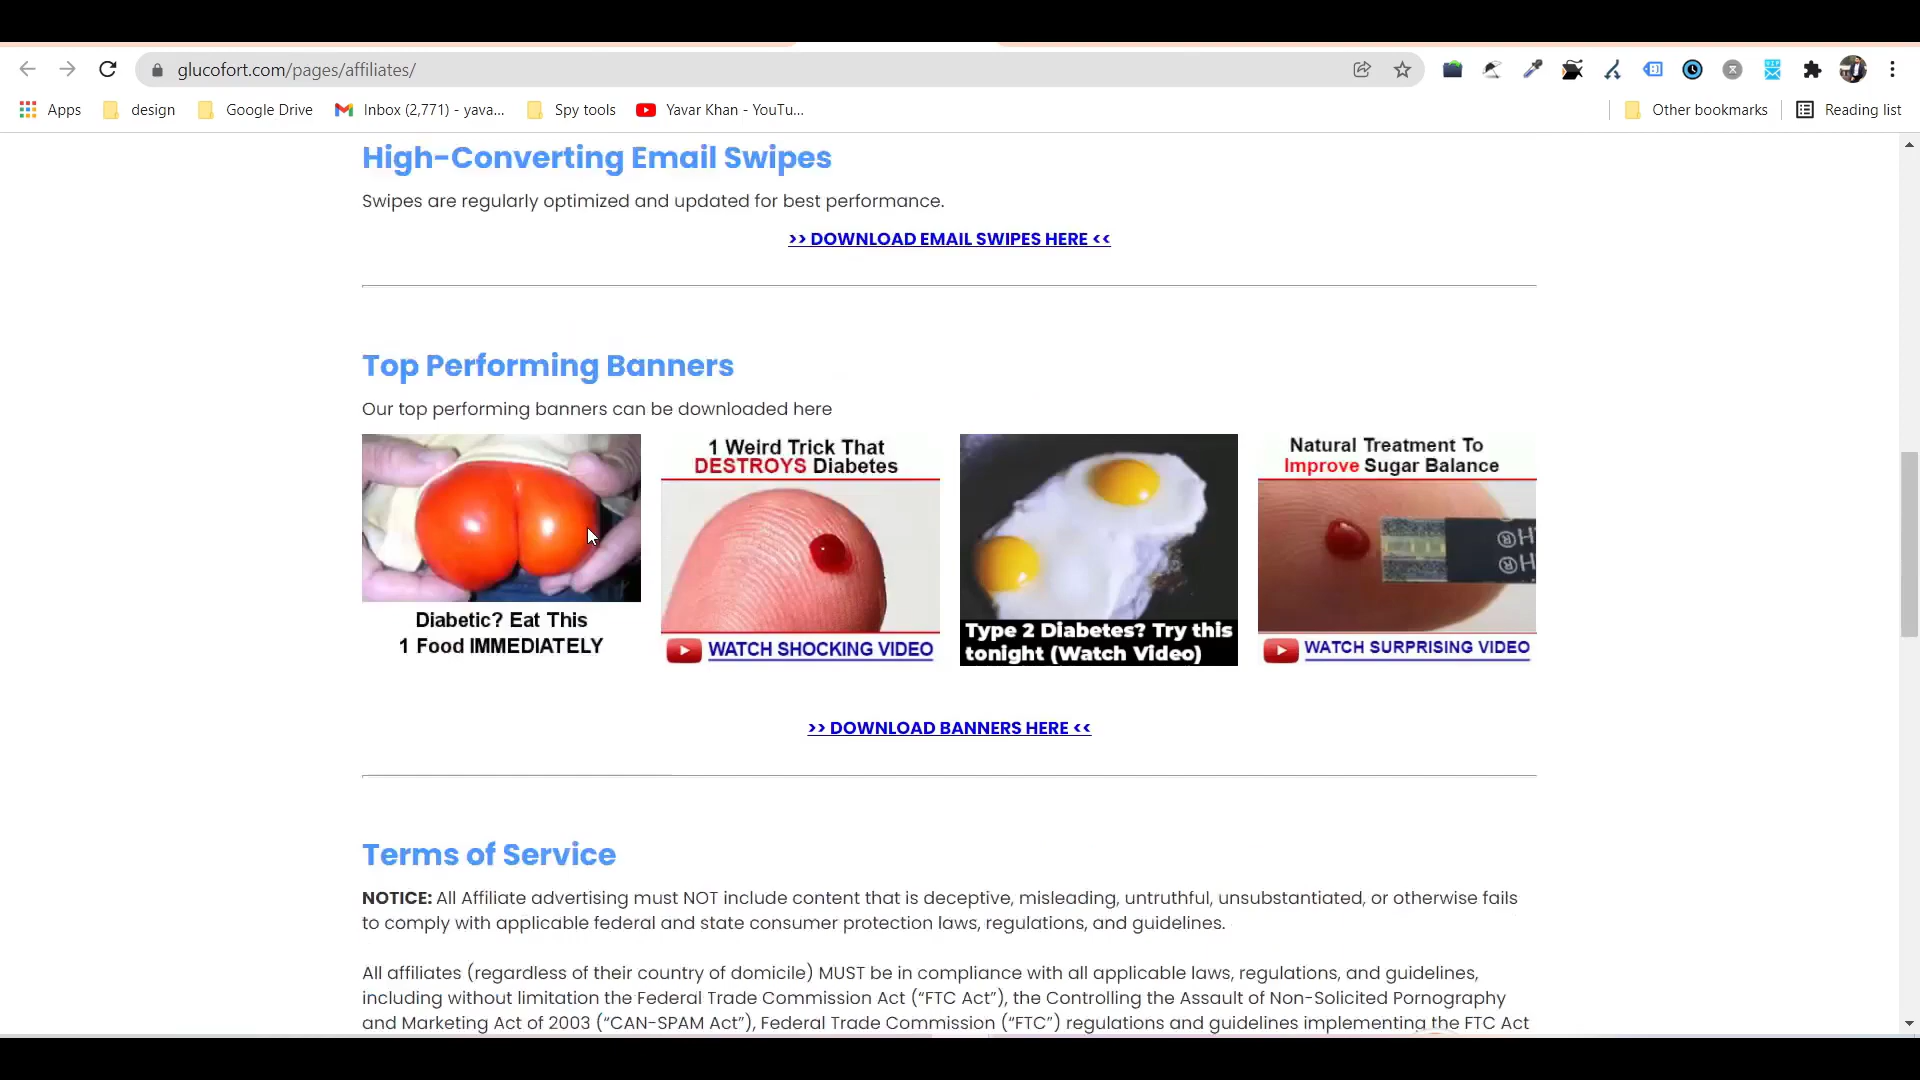 glucofort.com/pages/affiliates/
Apps
design
Google Drive
Inbox (2,771) - yava...
Spy tools
Yavar Khan - YouTu...
Other bookmarks
Reading list
High-Converting Email Swipes
Swipes are regularly optimized and updated for best performance.
>> DOWNLOAD EMAIL SWIPES HERE <<
Top Performing Banners
Our top performing banners can be downloaded here
Diabetic? Eat This
1 Food IMMEDIATELY
1 Weird Trick That
DESTROYS Diabetes
WATCH SHOCKING VIDEO
Type 2 Diabetes? Try this
tonight (Watch Video)
Natural Treatment To
Improve Sugar Balance
WATCH SURPRISING VIDEO
>> DOWNLOAD BANNERS HERE <<
Terms of Service
NOTICE: All Affiliate advertising must NOT include content that is deceptive, misleading, untruthful, unsubstantiated, or otherwise fails
to comply with applicable federal and state consumer protection laws, regulations, and guidelines.
All affiliates (regardless of their country of domicile) MUST be in compliance with all applicable laws, regulations, and guidelines,
including without limitation the Federal Trade Commission Act (“FTC Act”), the Controlling the Assault of Non-Solicited Pornography
and Marketing Act of 2003 (“CAN-SPAM Act”), Federal Trade Commission (“FTC”) regulations and guidelines implementing the FTC Act